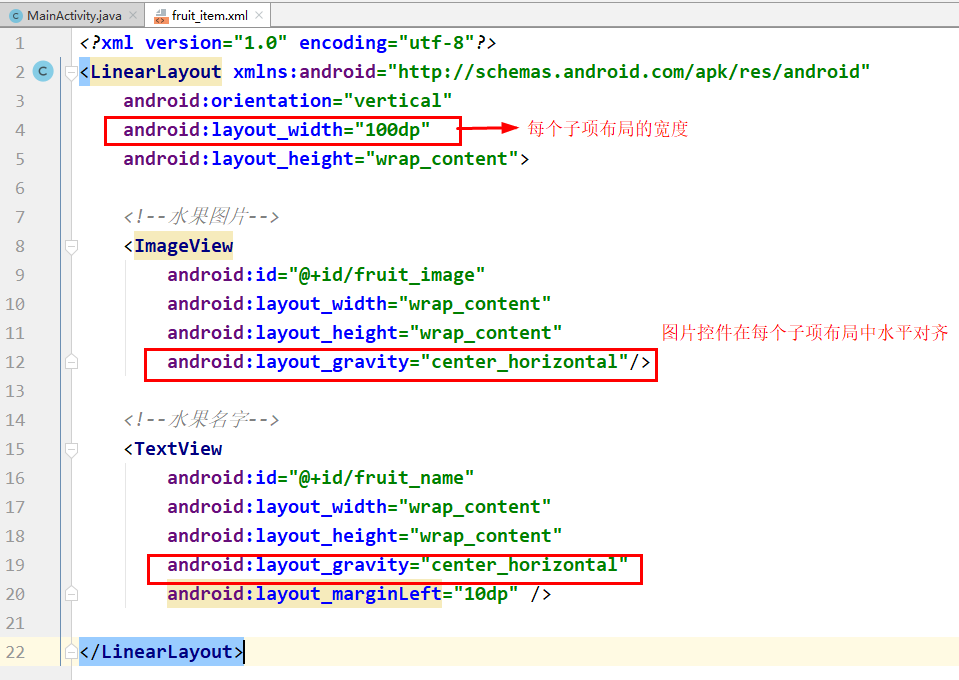 MainActivity.java × fruit_item.xml ×
1 <?xml version="1.0" encoding="utf-8"?>
2 C <LinearLayout xmlns:android="http://schemas.android.com/apk/res/android"
3 android:orientation="vertical"
4 android:layout_width="100dp" 每个子项布局的宽度
5 android:layout_height="wrap_content">
6
7 <!--水果图片-->
8 <ImageView
9 android:id="@+id/fruit_image"
10 android:layout_width="wrap_content"
11 android:layout_height="wrap_content" 图片控件在每个子项布局中水平对齐
12 android:layout_gravity="center_horizontal"/>
13
14 <!--水果名字-->
15 <TextView
16 android:id="@+id/fruit_name"
17 android:layout_width="wrap_content"
18 android:layout_height="wrap_content"
19 android:layout_gravity="center_horizontal"
20 android:layout_marginLeft="10dp" />
21
22 </LinearLayout>